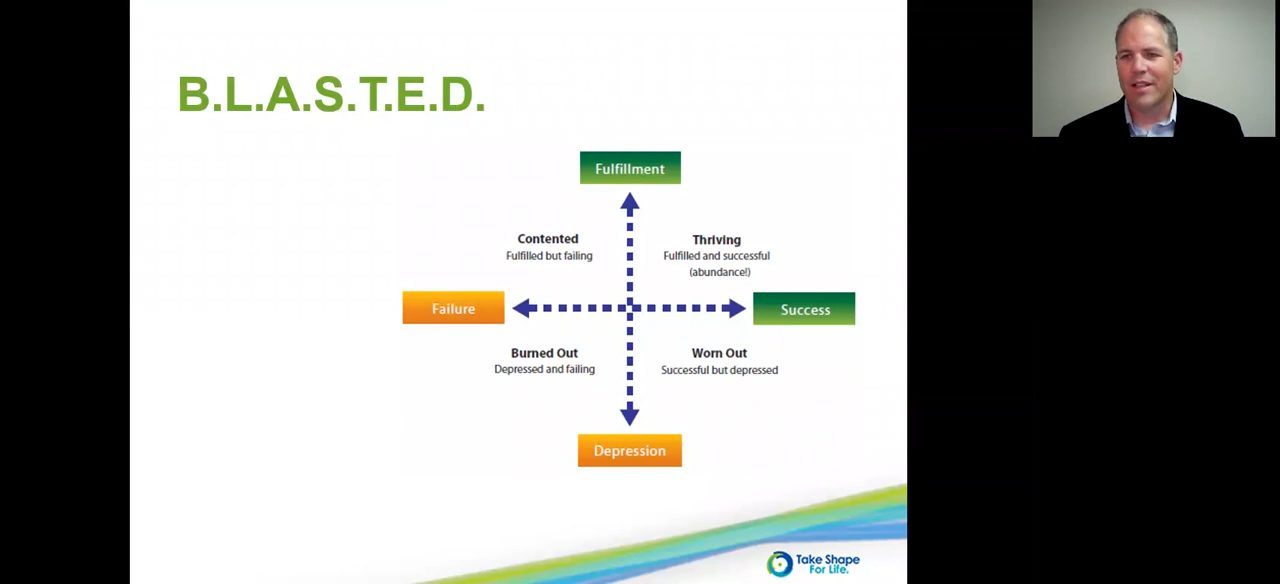 B.L.A.S.T.E.D.
Fulfillment
Contented
Fulfilled but failing
Thriving
Fulfilled and successful
(abundance!)
Failure
Success
Burned Out
Depressed and failing
Worn Out
Successful but depressed
Depression
Take Shape
For Life.